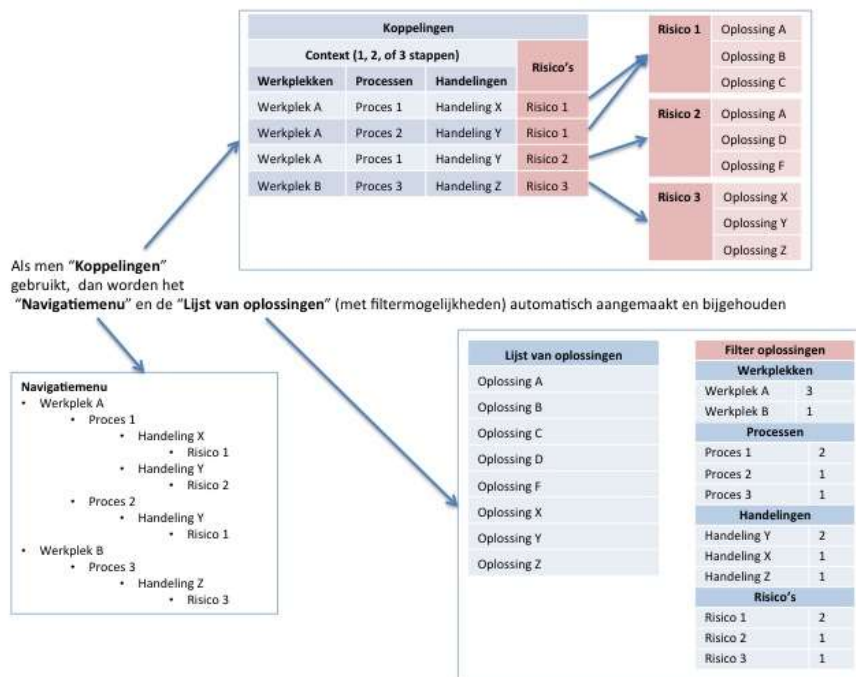 Koppelingen
Context (1, 2, of 3 stappen)
Risico's
Werkplekken Processen Handelingen
Werkplek A Proces 1 Handeling X Risico 1
Werkplek A Proces 2 Handeling Y Risico 1
Werkplek A Proces 1 Handeling Y Risico 2
Werkplek B Proces 3 Handeling Z Risico 3
Risico 1 Oplossing A
Oplossing B
Oplossing C
Risico 2 Oplossing A
Oplossing D
Oplossing F
Risico 3 Oplossing X
Oplossing Y
Oplossing Z
Als men "Koppelingen"
gebruikt, dan worden het
"Navigatiemenu" en de "Lijst van oplossingen" (met filtermogelijkheden) automatisch aangemaakt en bijgehouden
Navigatiemenu
• Werkplek A
• Proces 1
• Handeling X
• Risico 1
• Handeling Y
• Risico 2
• Proces 2
• Handeling Y
• Risico 1
• Werkplek B
• Proces 3
• Handeling Z
• Risico 3
Lijst van oplossingen
Oplossing A
Oplossing B
Oplossing C
Oplossing D
Oplossing F
Oplossing X
Oplossing Y
Oplossing Z
Filter oplossingen
Werkplekken
Werkplek A 3
Werkplek B 1
Processen
Proces 1 2
Proces 2 1
Proces 3 1
Handelingen
Handeling Y 2
Handeling X 1
Handeling Z 1
Risico's
Risico 1 2
Risico 2 1
Risico 3 1